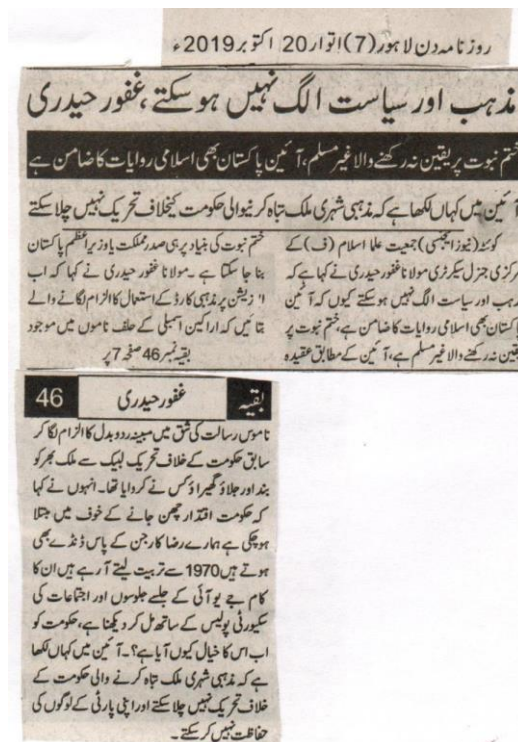 روزنامہ دن لاہور (7) اتوار 20 اکتوبر 2019ء
مذہب اور سیاست الگ نہیں ہو سکتے، غفور حیدری
ختم نبوت پر یقین نہ رکھنے والا غیر مسلم، آئین پاکستان بھی اسلامی روایات کا ضامن ہے
آئین میں کہاں لکھا ہے کہ مذہبی شہری ملک تباہ کرنیوالی حکومت کیخلاف تحریک نہیں چلا سکتے
کوئٹہ (نیوز ایجنسی) جمعیت علما اسلام (ف) کے
مرکزی جنرل سیکرٹری مولانا غفور حیدری نے کہا ہے کہ
مذہب اور سیاست الگ نہیں ہو سکتے کیوں کہ آئین
پاکستان بھی اسلامی روایات کا ضامن ہے، ختم نبوت پر
یقین نہ رکھنے والا غیر مسلم ہے، آئین کے مطابق عقیدہ
ختم نبوت کی بنیاد پر ہی صدر مملکت یا وزیر اعظم پاکستان
بنا جا سکتا ہے۔ مولانا غفور حیدری نے کہا کہ اب
اپوزیشن پر مذہبی کارڈ کے استعمال کا الزام لگانے والے
بتائیں کہ اراکین اسمبلی کے حلف ناموں میں موجود
بقیہ نمبر 46 صفحہ 7 پر
بقیہ غفور حیدری 46
ناموس رسالت کی شق میں مبینہ ردوبدل کا الزام لگا کر
سابق حکومت کے خلاف تحریک لبیک سے ملک بھر کو
بند اور جلاؤ گھیراؤ کس نے کروایا تھا۔ انہوں نے کہا
کہ حکومت اقتدار چھن جانے کے خوف میں مبتلا
ہو چکی ہے ہمارے رضا کار جن کے پاس ڈنڈے بھی
ہوتے ہیں 1970 سے تربیت لیتے آ رہے ہیں ان کا
کام جے یو آئی کے جلسے جلوسوں اور اجتماعات کی
سکیورٹی پولیس کے ساتھ مل کر دیکھنا ہے، حکومت کو
اب اس کا خیال کیوں آیا ہے؟۔ آئین میں کہاں لکھا
ہے کہ مذہبی شہری ملک تباہ کرنے والی حکومت کے
خلاف تحریک نہیں چلا سکتے اور اپنی پارٹی کے لوگوں کی
حفاظت نہیں کر سکتے۔